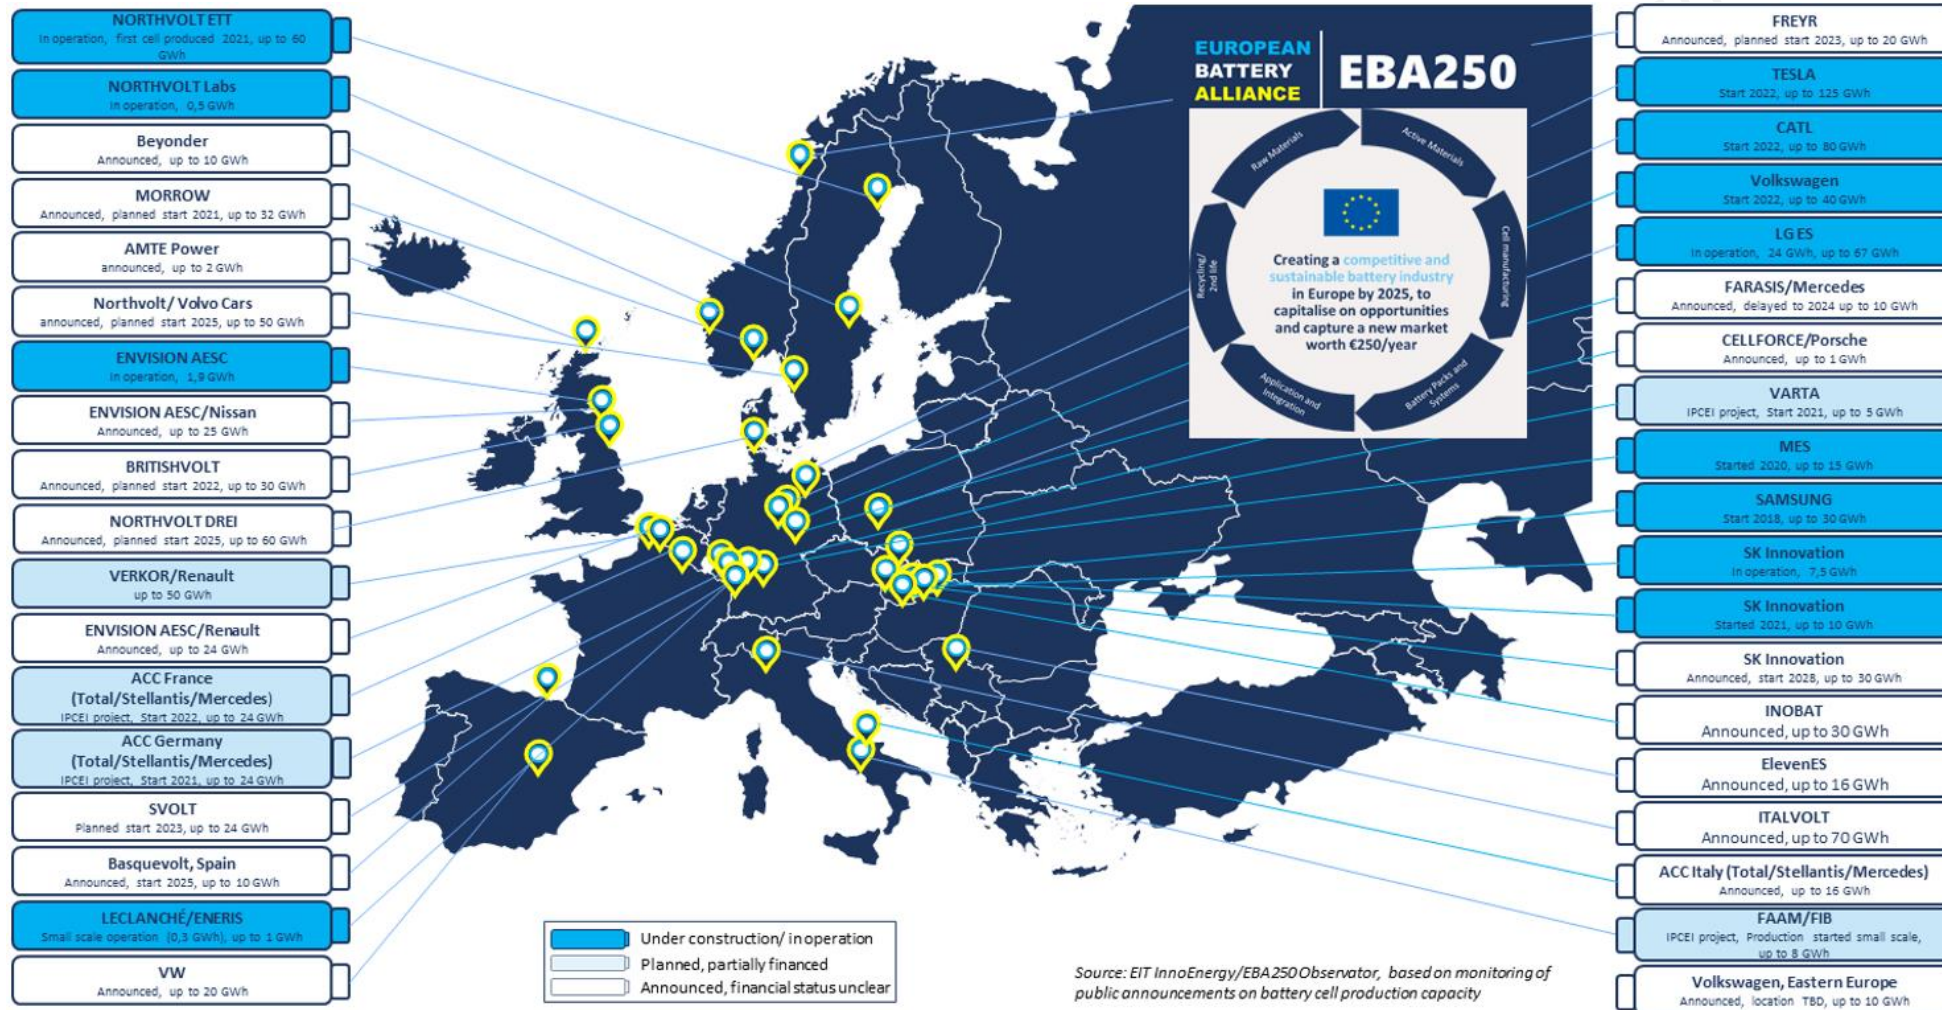 NORTHVOLT ETT
In operation, first cell produced 2021, up to 60
GWh
NORTHVOLT Labs
In operation, 0,5 GWh
Beyonder
Announced, up to 10 GWh
MORROW
Announced, planned start 2021, up to 32 GWh
AMTE Power
announced, up to 2 GWh
Northvolt/ Volvo Cars
announced, planned start 2025, up to 50 GWh
ENVISION AESC
In operation, 1,9 GWh
ENVISION AESC/Nissan
Announced, up to 25 GWh
BRITISHVOLT
Announced, planned start 2022, up to 30 GWh
NORTHVOLT DREI
Announced, planned start 2025, up to 60 GWh
VERKOR/Renault
up to 50 GWh
ENVISION AESC/Renault
Announced, up to 24 GWh
ACC France
(Total/Stellantis/Mercedes)
IPCEI project, Start 2022, up to 24 GWh
ACC Germany
(Total/Stellantis/Mercedes)
IPCEI project, Start 2021, up to 24 GWh
SVOLT
Planned start 2023, up to 24 GWh
Basquevolt, Spain
Announced, start 2025, up to 10 GWh
LECLANCHÉ/ENERIS
Small scale operation (0,3 GWh), up to 1 GWh
VW
Announced, up to 20 GWh
EUROPEAN
BATTERY
ALLIANCE
EBA250
Raw Materials
Active Materials
Cell manufacturing
Battery Packs and
Systems
Application and
Integration
Recycling/
2nd life
Creating a competitive and
sustainable battery industry
in Europe by 2025, to
capitalise on opportunities
and capture a new market
worth €250/year
FREYR
Announced, planned start 2023, up to 20 GWh
TESLA
Start 2022, up to 125 GWh
CATL
Start 2022, up to 80 GWh
Volkswagen
Start 2022, up to 40 GWh
LG ES
In operation, 24 GWh, up to 67 GWh
FARASIS/Mercedes
Announced, delayed to 2024 up to 10 GWh
CELLFORCE/Porsche
Announced, up to 1 GWh
VARTA
IPCEI project, Start 2021, up to 5 GWh
MES
Started 2020, up to 15 GWh
SAMSUNG
Start 2018, up to 30 GWh
SK Innovation
In operation, 7,5 GWh
SK Innovation
Started 2021, up to 10 GWh
SK Innovation
Announced, start 2028, up to 30 GWh
INOBAT
Announced, up to 30 GWh
ElevenES
Announced, up to 16 GWh
ITALVOLT
Announced, up to 70 GWh
ACC Italy (Total/Stellantis/Mercedes)
Announced, up to 16 GWh
FAAM/FIB
IPCEI project, Production started small scale,
up to 8 GWh
Volkswagen, Eastern Europe
Announced, location TBD, up to 10 GWh
Under construction/ in operation
Planned, partially financed
Announced, financial status unclear
Source: EIT InnoEnergy/EBA250 Observator, based on monitoring of
public announcements on battery cell production capacity